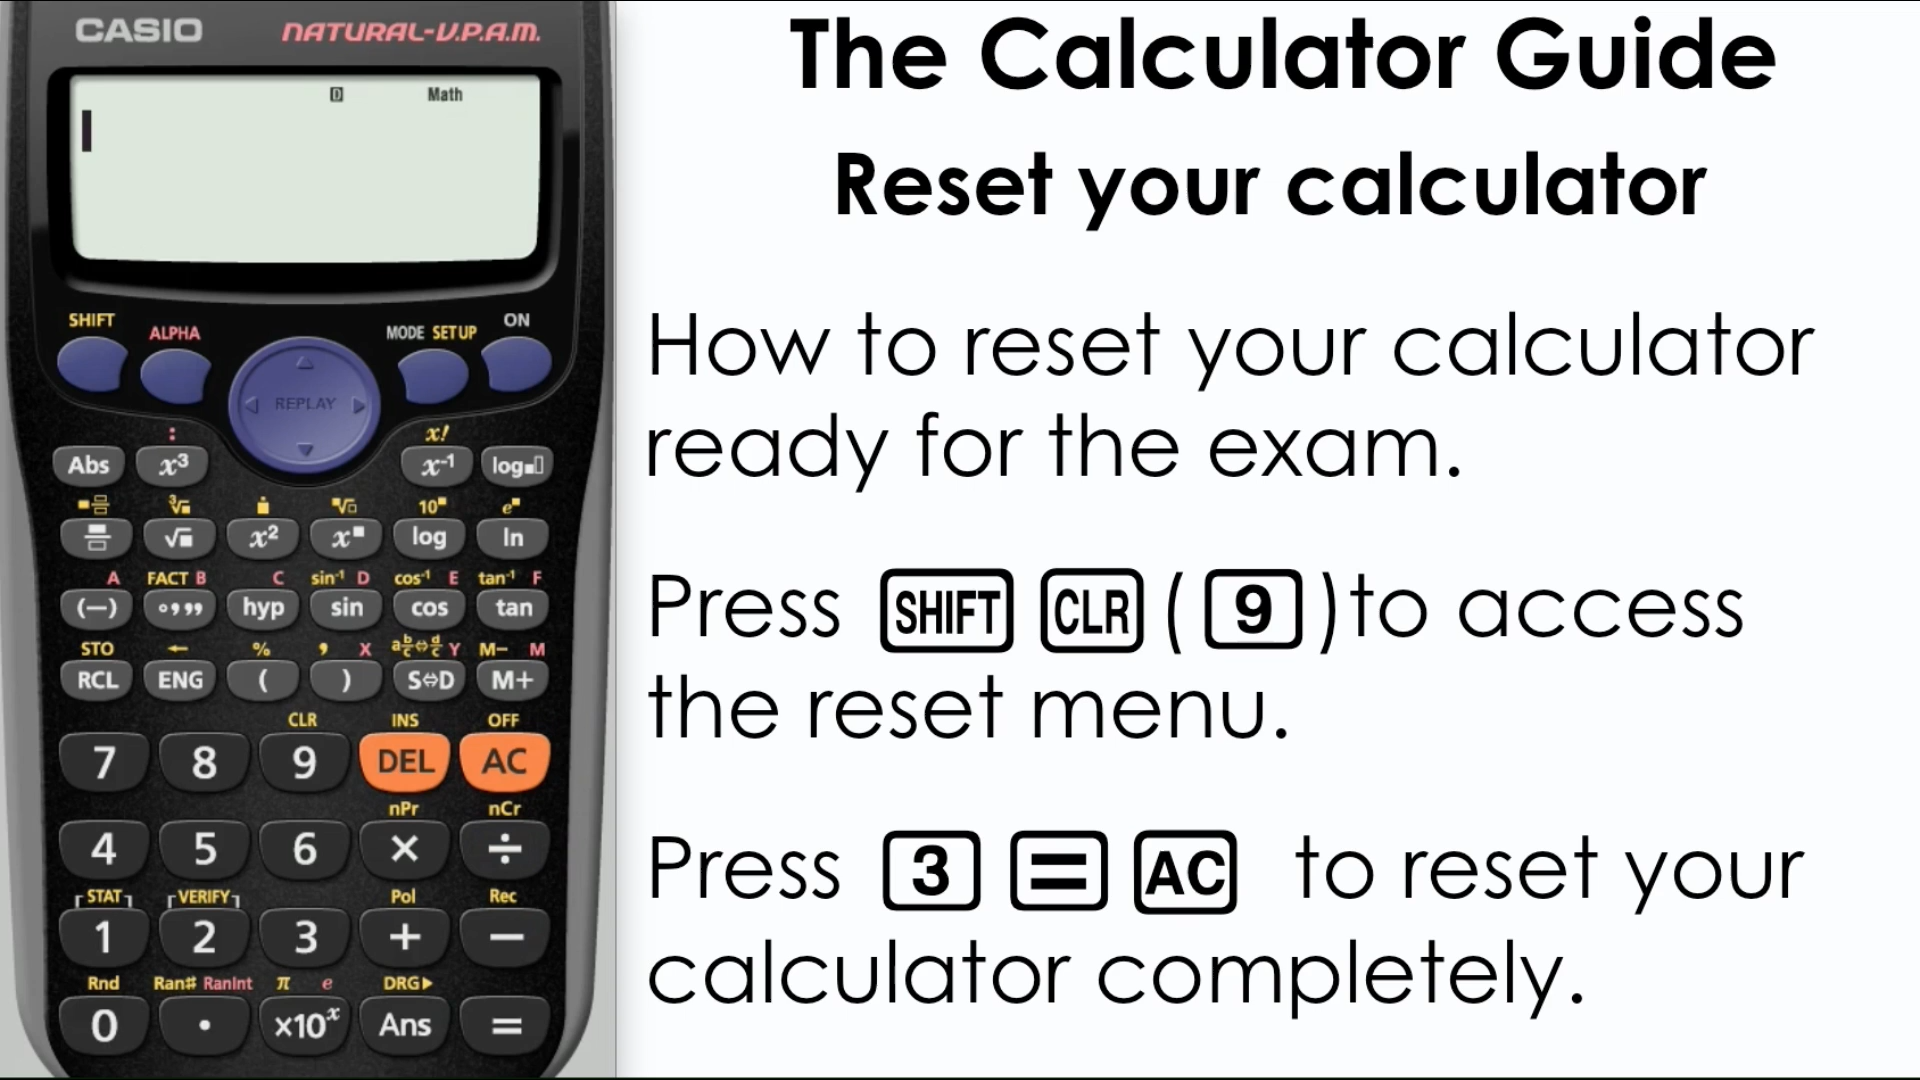 CASIO NATURAL-V.P.A.M.
D Math
The Calculator Guide
Reset your calculator
How to reset your calculator
ready for the exam.
Press SHIFT CLR ( 9 ) to access
the reset menu.
Press 3 = AC to reset your
calculator completely.
SHIFT ALPHA MODE SETUP ON
REPLAY
: x!
Abs x³ x⁻¹ log■□
■⌸ ³√■ ■̇ ■√□ 10■ e■
⌸ √■ x² x■ log ln
A FACT B C sin⁻¹ D cos⁻¹ E tan⁻¹ F
(—) °,,, hyp sin cos tan
STO ← % , X a b/c⇔d/c Y M− M
RCL ENG ( ) S⇔D M+
CLR INS OFF
7 8 9 DEL AC
nPr nCr
4 5 6 × ÷
STAT VERIFY Pol Rec
1 2 3 + −
Rnd Ran# RanInt π e DRG▶
0 . ×10ˣ Ans =